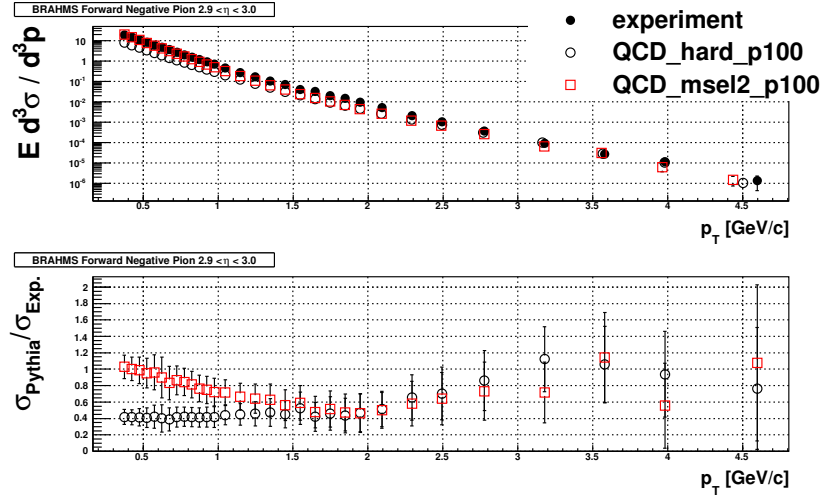 BRAHMS Forward Negative Pion 2.9 < η < 3.0
experiment
QCD_hard_p100
QCD_msel2_p100
E d³σ / d³p
10
1
10⁻¹
10⁻²
10⁻³
10⁻⁴
10⁻⁵
10⁻⁶
0.5 1 1.5 2 2.5 3 3.5 4 4.5
p_T [GeV/c]
BRAHMS Forward Negative Pion 2.9 < η < 3.0
σ_Pythia/σ_Exp.
2
1.8
1.6
1.4
1.2
1
0.8
0.6
0.4
0.2
0
0.5 1 1.5 2 2.5 3 3.5 4 4.5
p_T [GeV/c]